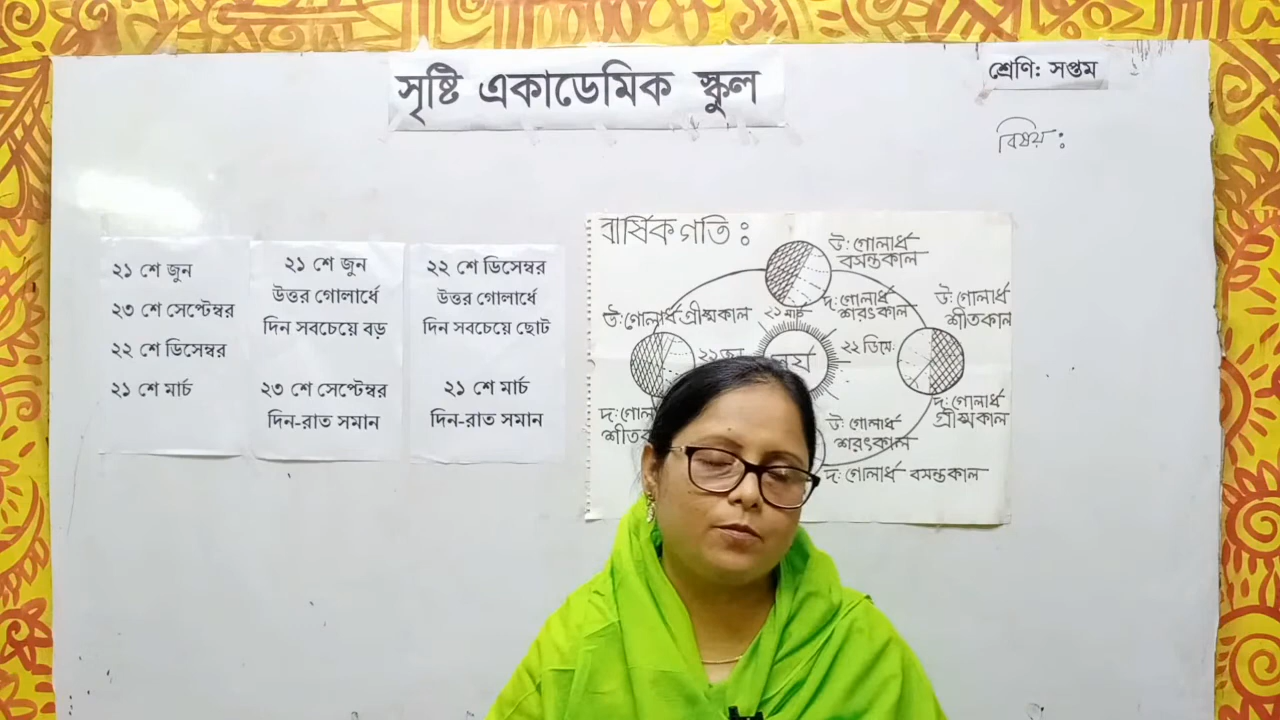 সৃষ্টি একাডেমিক স্কুল
শ্রেণি: সপ্তম
বিষয়:
২১ শে জুন
২৩ শে সেপ্টেম্বর
২২ শে ডিসেম্বর
২১ শে মার্চ
২১ শে জুন
উত্তর গোলার্ধে
দিন সবচেয়ে বড়
২৩ শে সেপ্টেম্বর
দিন-রাত সমান
২২ শে ডিসেম্বর
উত্তর গোলার্ধে
দিন সবচেয়ে ছোট
২১ শে মার্চ
দিন-রাত সমান
বার্ষিক গতি:
উ: গোলার্ধ
বসন্তকাল
দ: গোলার্ধ
শরৎকাল
২১ মার্চ
উ: গোলার্ধ গ্রীষ্মকাল
উ: গোলার্ধ
শীতকাল
২২ ডিসে:
দ: গোলার্ধ
গ্রীষ্মকাল
উ: গোলার্ধ
শরৎকাল
দ: গোলার্ধ বসন্তকাল